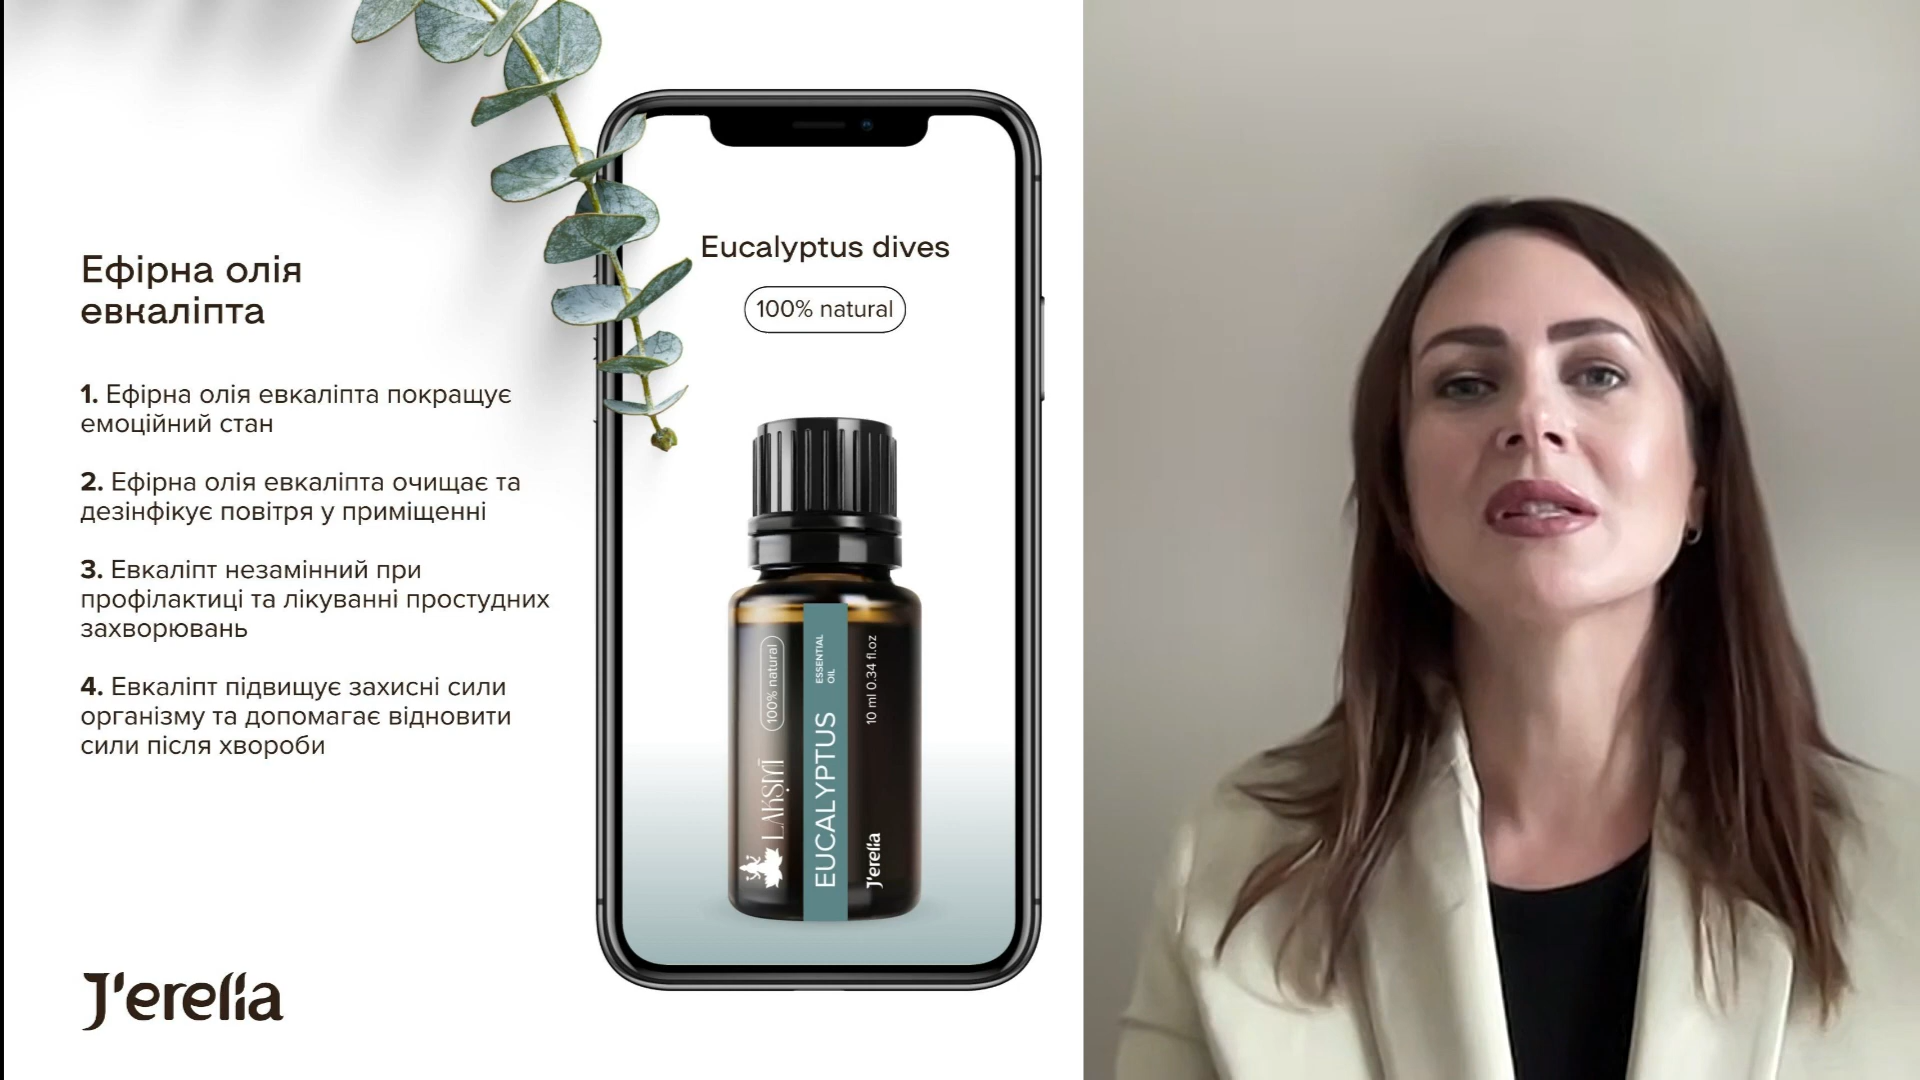 Ефірна олія
евкаліпта
1. Ефірна олія евкаліпта покращує
емоційний стан
2. Ефірна олія евкаліпта очищає та
дезінфікує повітря у приміщенні
3. Евкаліпт незамінний при
профілактиці та лікуванні простудних
захворювань
4. Евкаліпт підвищує захисні сили
організму та допомагає відновити
сили після хвороби
J'erelia
Eucalyptus dives
100% natural
LAKṢMĪ
100% natural
EUCALYPTUS
ESSENTIAL
OIL
J'erelia
10 ml 0.34 fl.oz